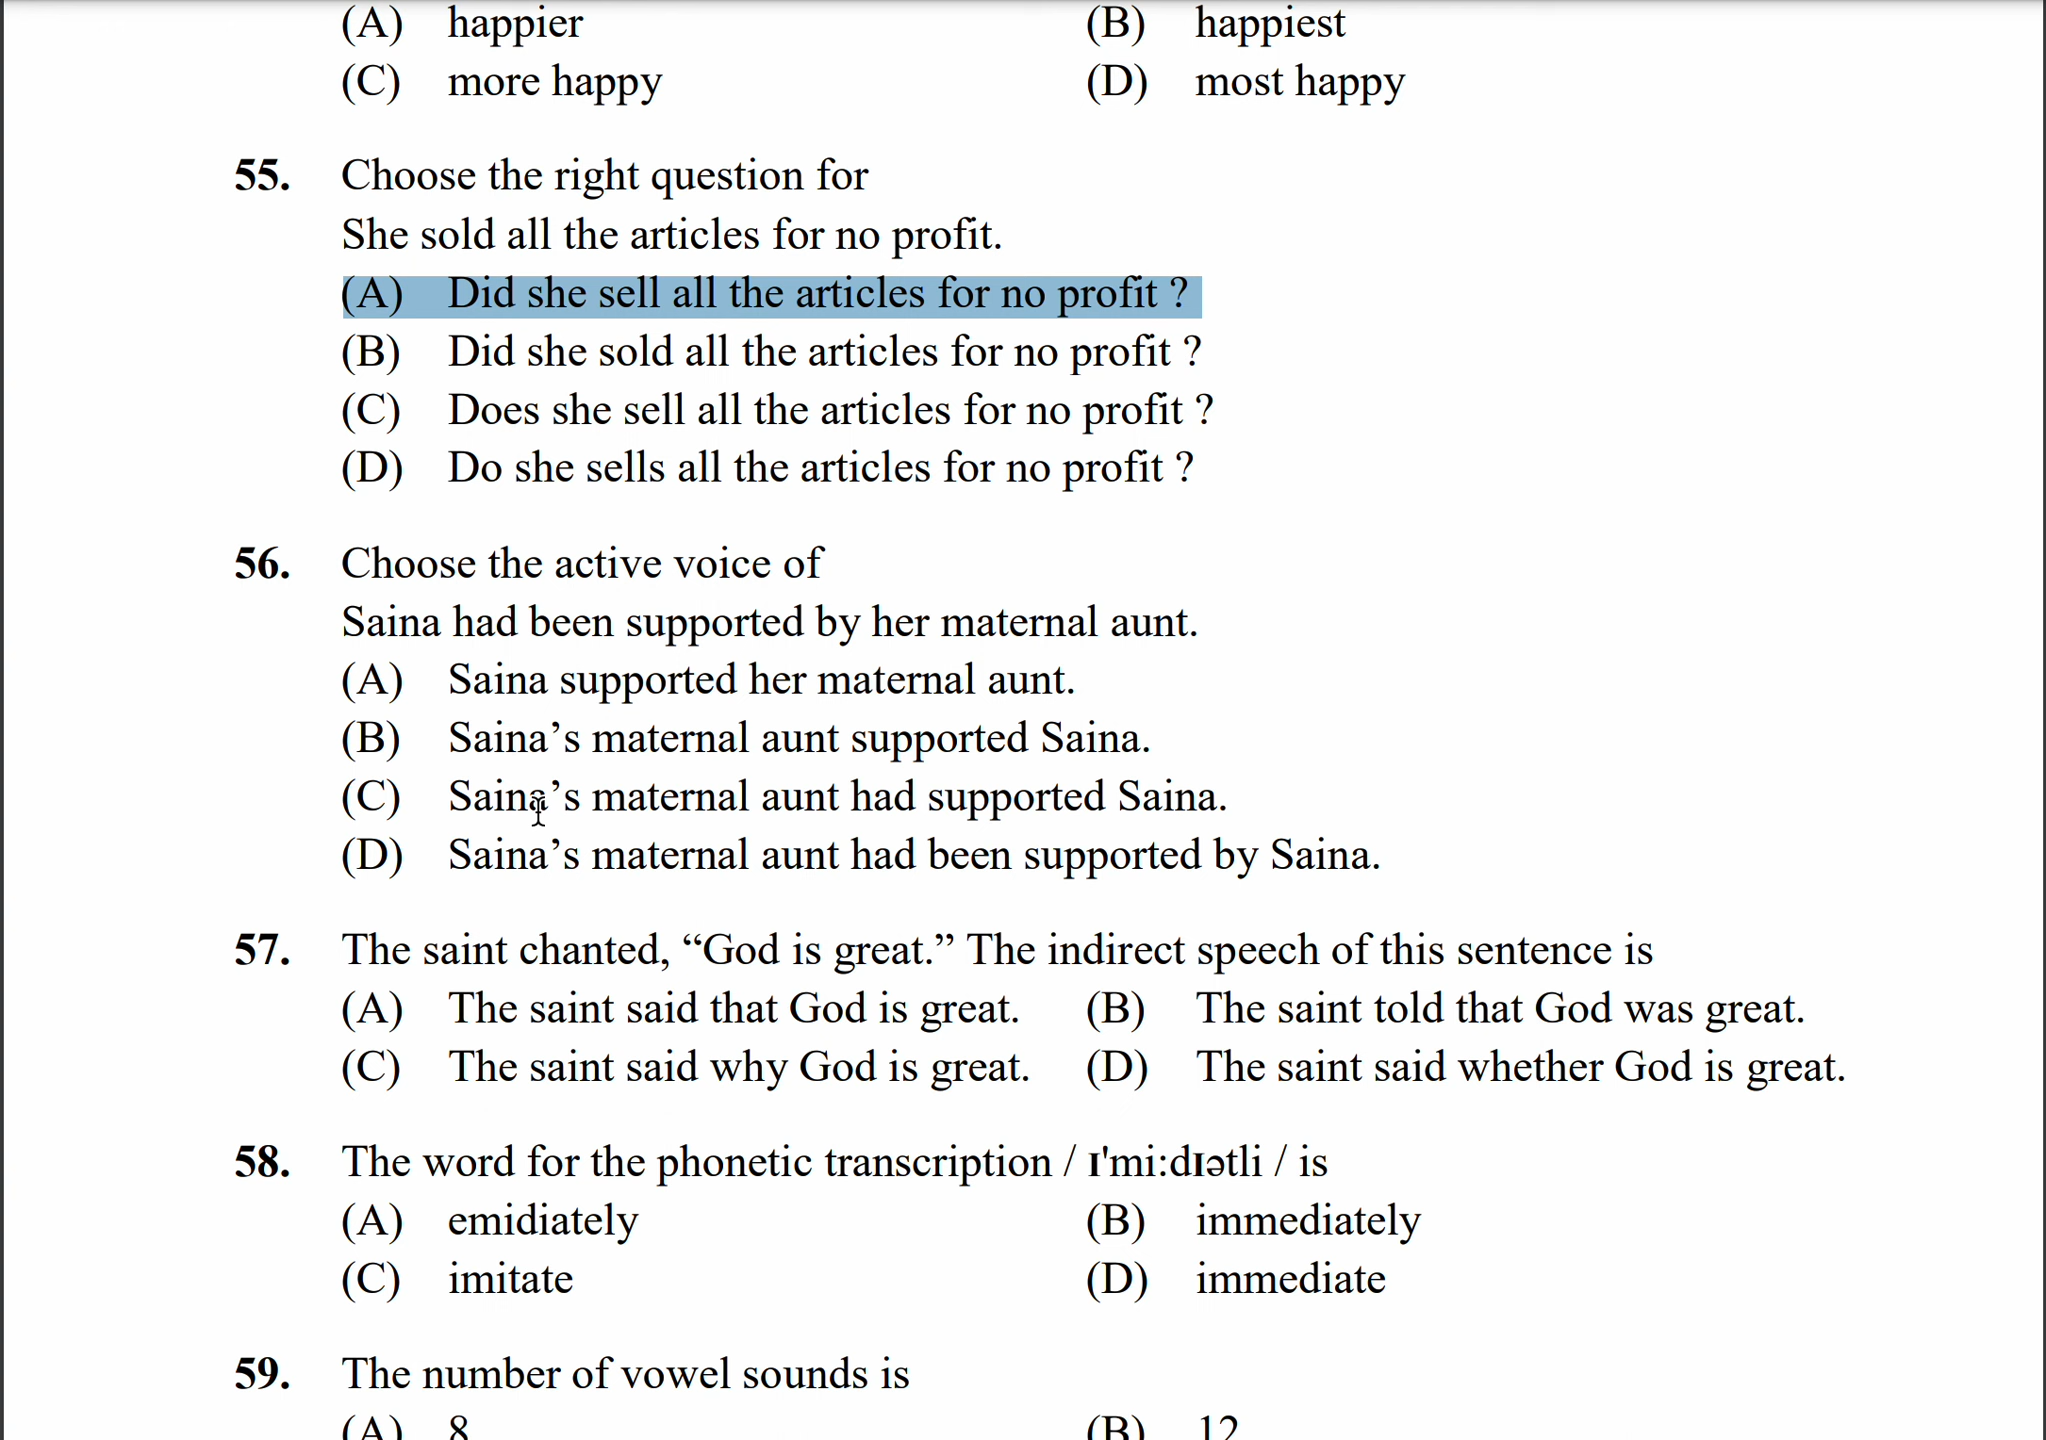 (A) happier (B) happiest
(C) more happy (D) most happy
55. Choose the right question for
She sold all the articles for no profit.
(A) Did she sell all the articles for no profit ?
(B) Did she sold all the articles for no profit ?
(C) Does she sell all the articles for no profit ?
(D) Do she sells all the articles for no profit ?
56. Choose the active voice of
Saina had been supported by her maternal aunt.
(A) Saina supported her maternal aunt.
(B) Saina’s maternal aunt supported Saina.
(C) Saina’s maternal aunt had supported Saina.
(D) Saina’s maternal aunt had been supported by Saina.
57. The saint chanted, “God is great.” The indirect speech of this sentence is
(A) The saint said that God is great. (B) The saint told that God was great.
(C) The saint said why God is great. (D) The saint said whether God is great.
58. The word for the phonetic transcription / ɪ'mi:dɪətli / is
(A) emidiately (B) immediately
(C) imitate (D) immediate
59. The number of vowel sounds is
(A) 8 (B) 12